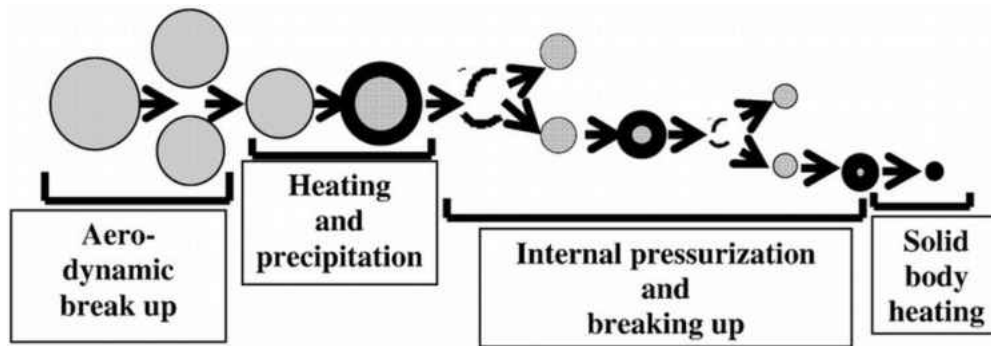 Aero-
dynamic
break up
Heating
and
precipitation
Internal pressurization
and
breaking up
Solid
body
heating